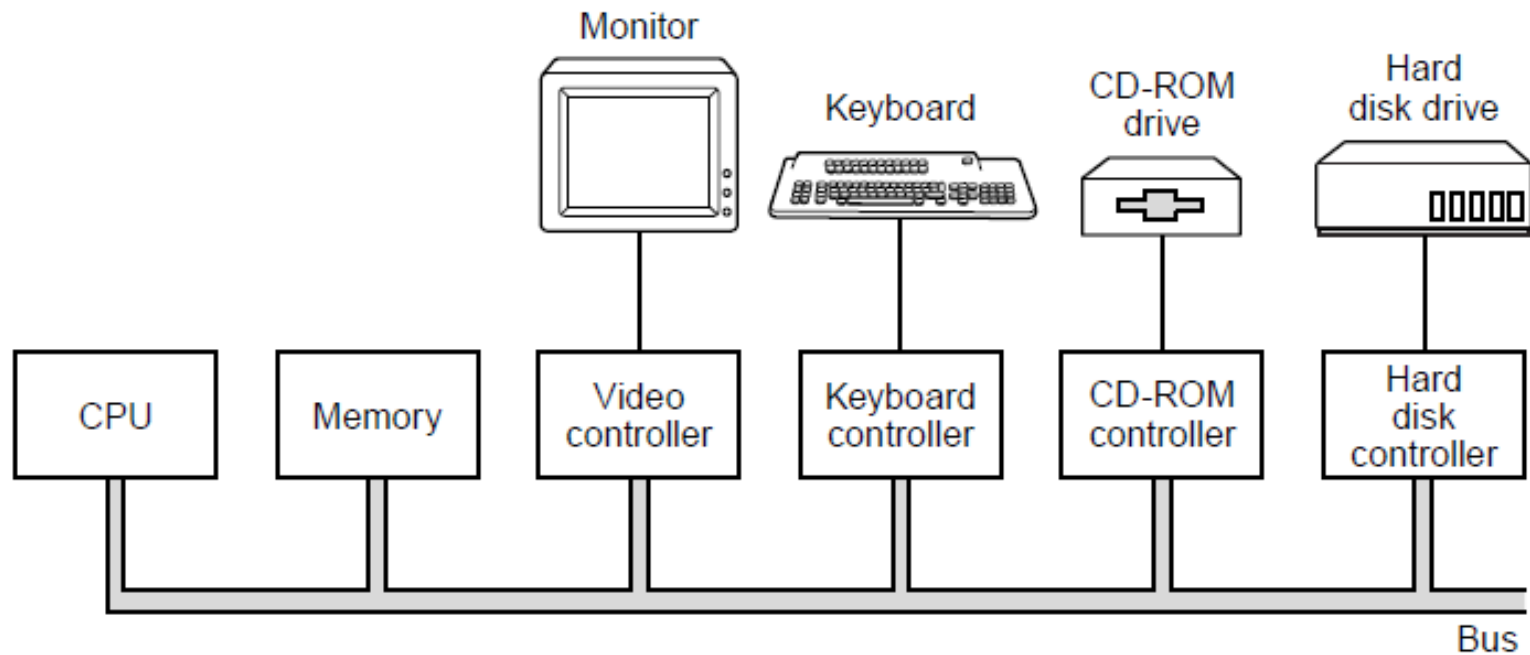 Monitor
Keyboard
CD-ROM
drive
Hard
disk drive
CPU
Memory
Video
controller
Keyboard
controller
CD-ROM
controller
Hard
disk
controller
Bus